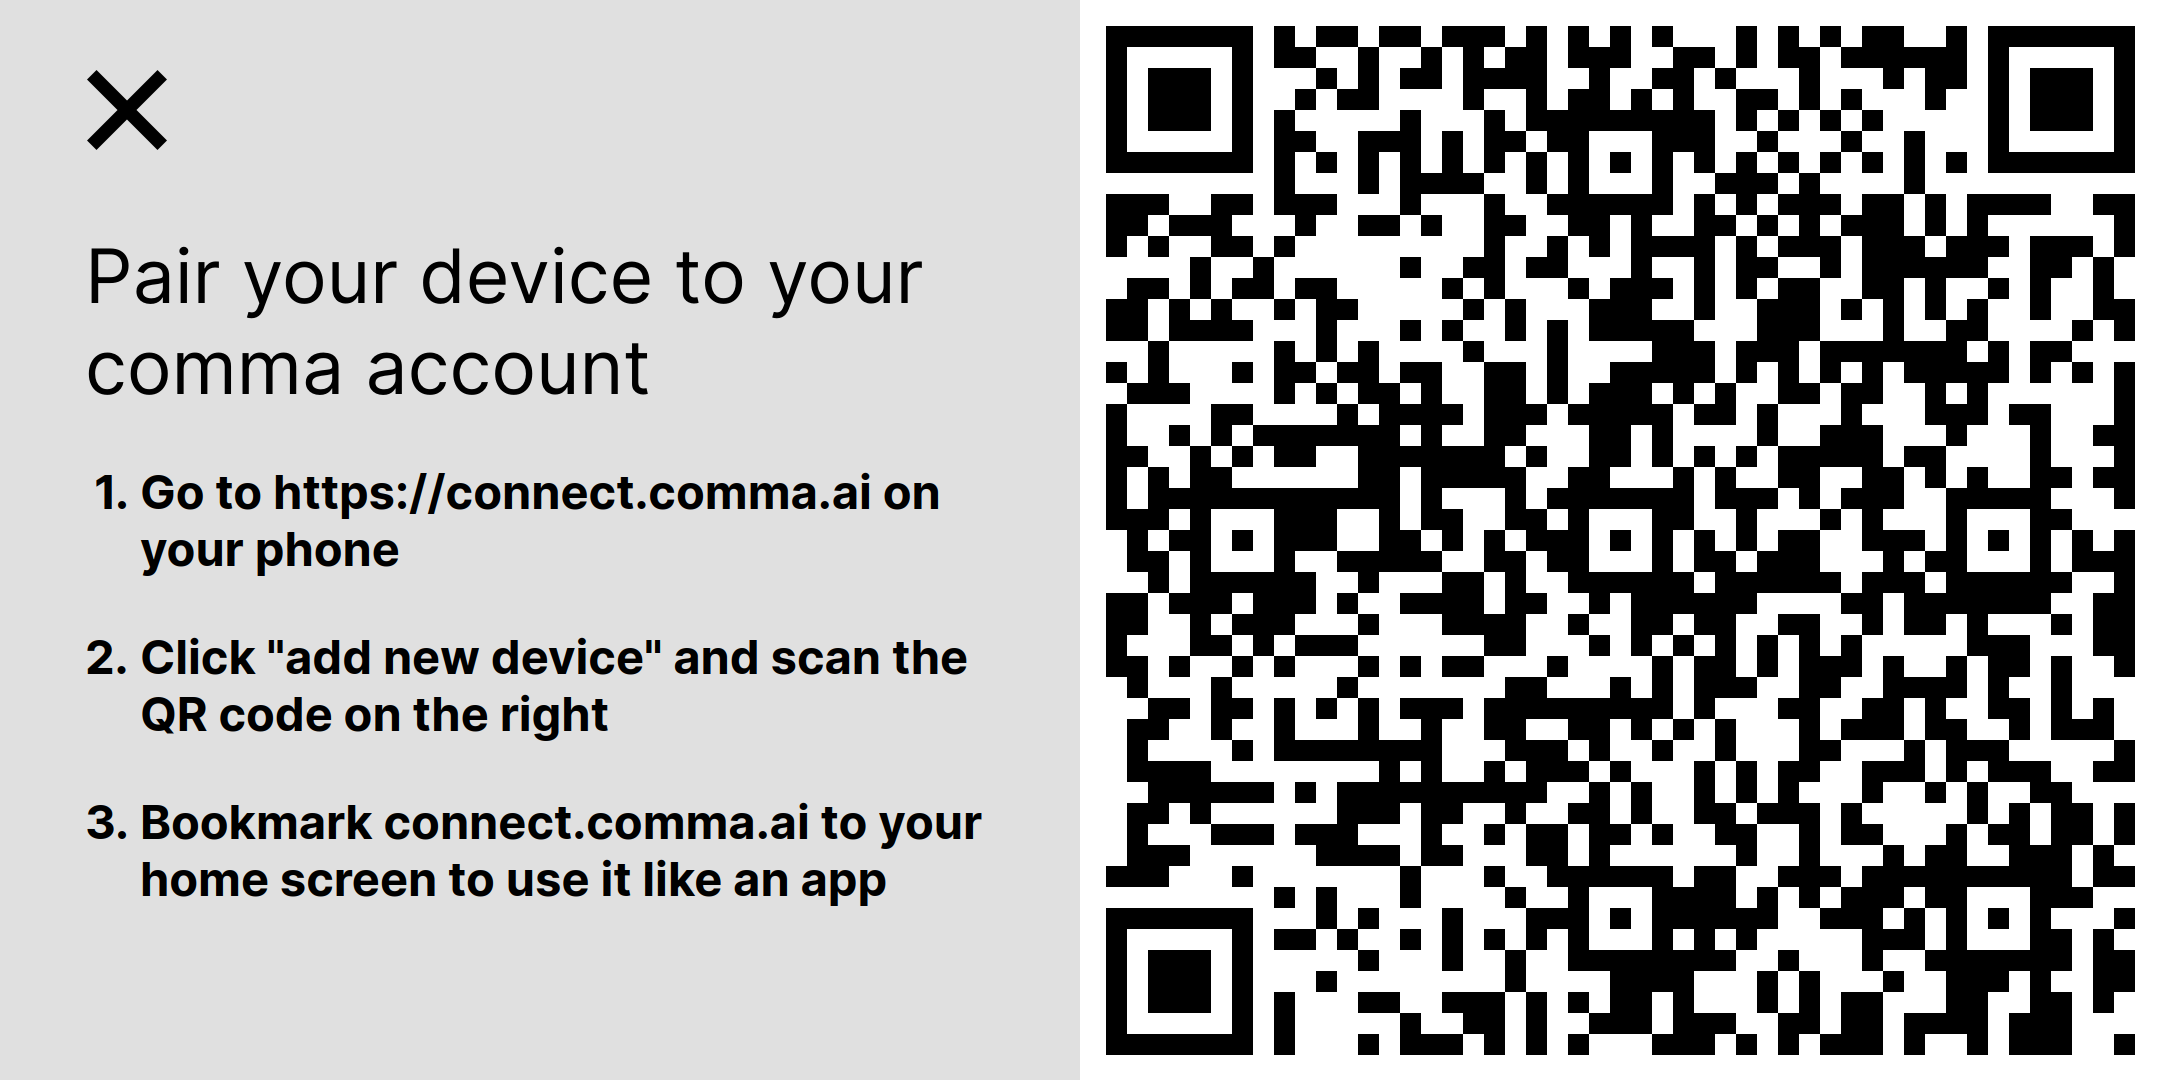 Pair your device to your
comma account
1. Go to https://connect.comma.ai on
your phone
2. Click "add new device" and scan the
QR code on the right
3. Bookmark connect.comma.ai to your
home screen to use it like an app